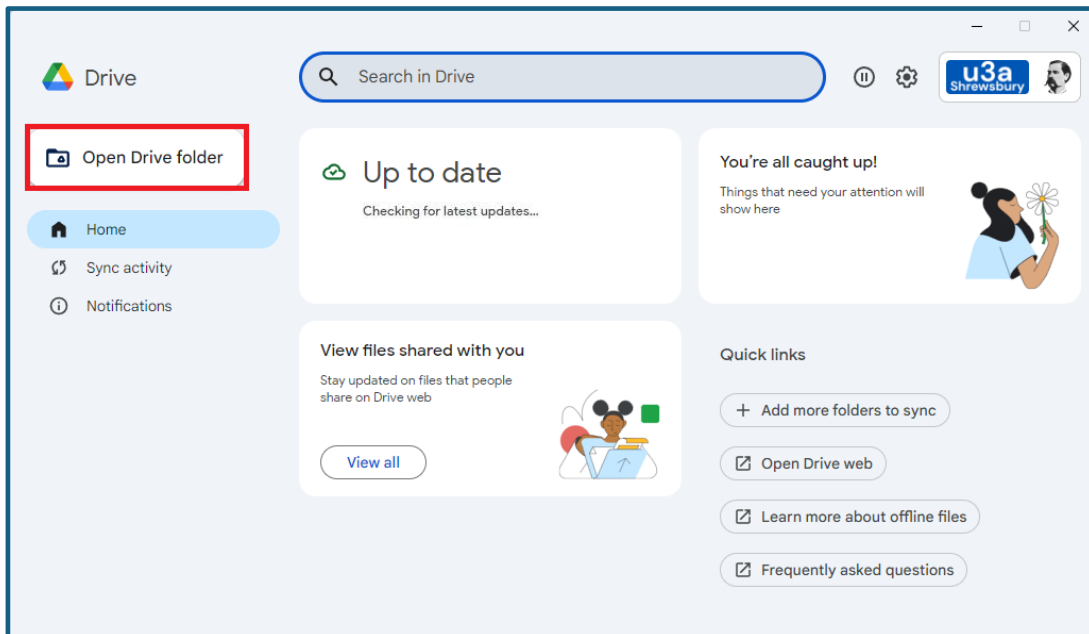 Drive
Search in Drive
u3a
Shrewsbury
Open Drive folder
Home
Sync activity
Notifications
Up to date
Checking for latest updates...
You're all caught up!
Things that need your attention will
show here
View files shared with you
Stay updated on files that people
share on Drive web
View all
Quick links
Add more folders to sync
Open Drive web
Learn more about offline files
Frequently asked questions